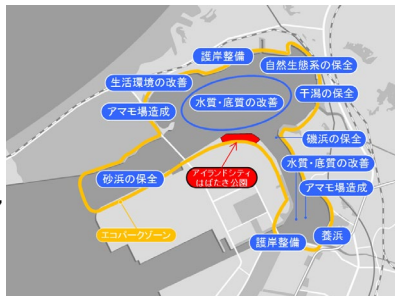 護岸整備
自然生態系の保全
生活環境の改善
干潟の保全
水質・底質の改善
アマモ場造成
磯浜の保全
水質・底質の改善
アイランドシティ
はばたき公園
砂浜の保全
アマモ場造成
エコパークゾーン
護岸整備
養浜